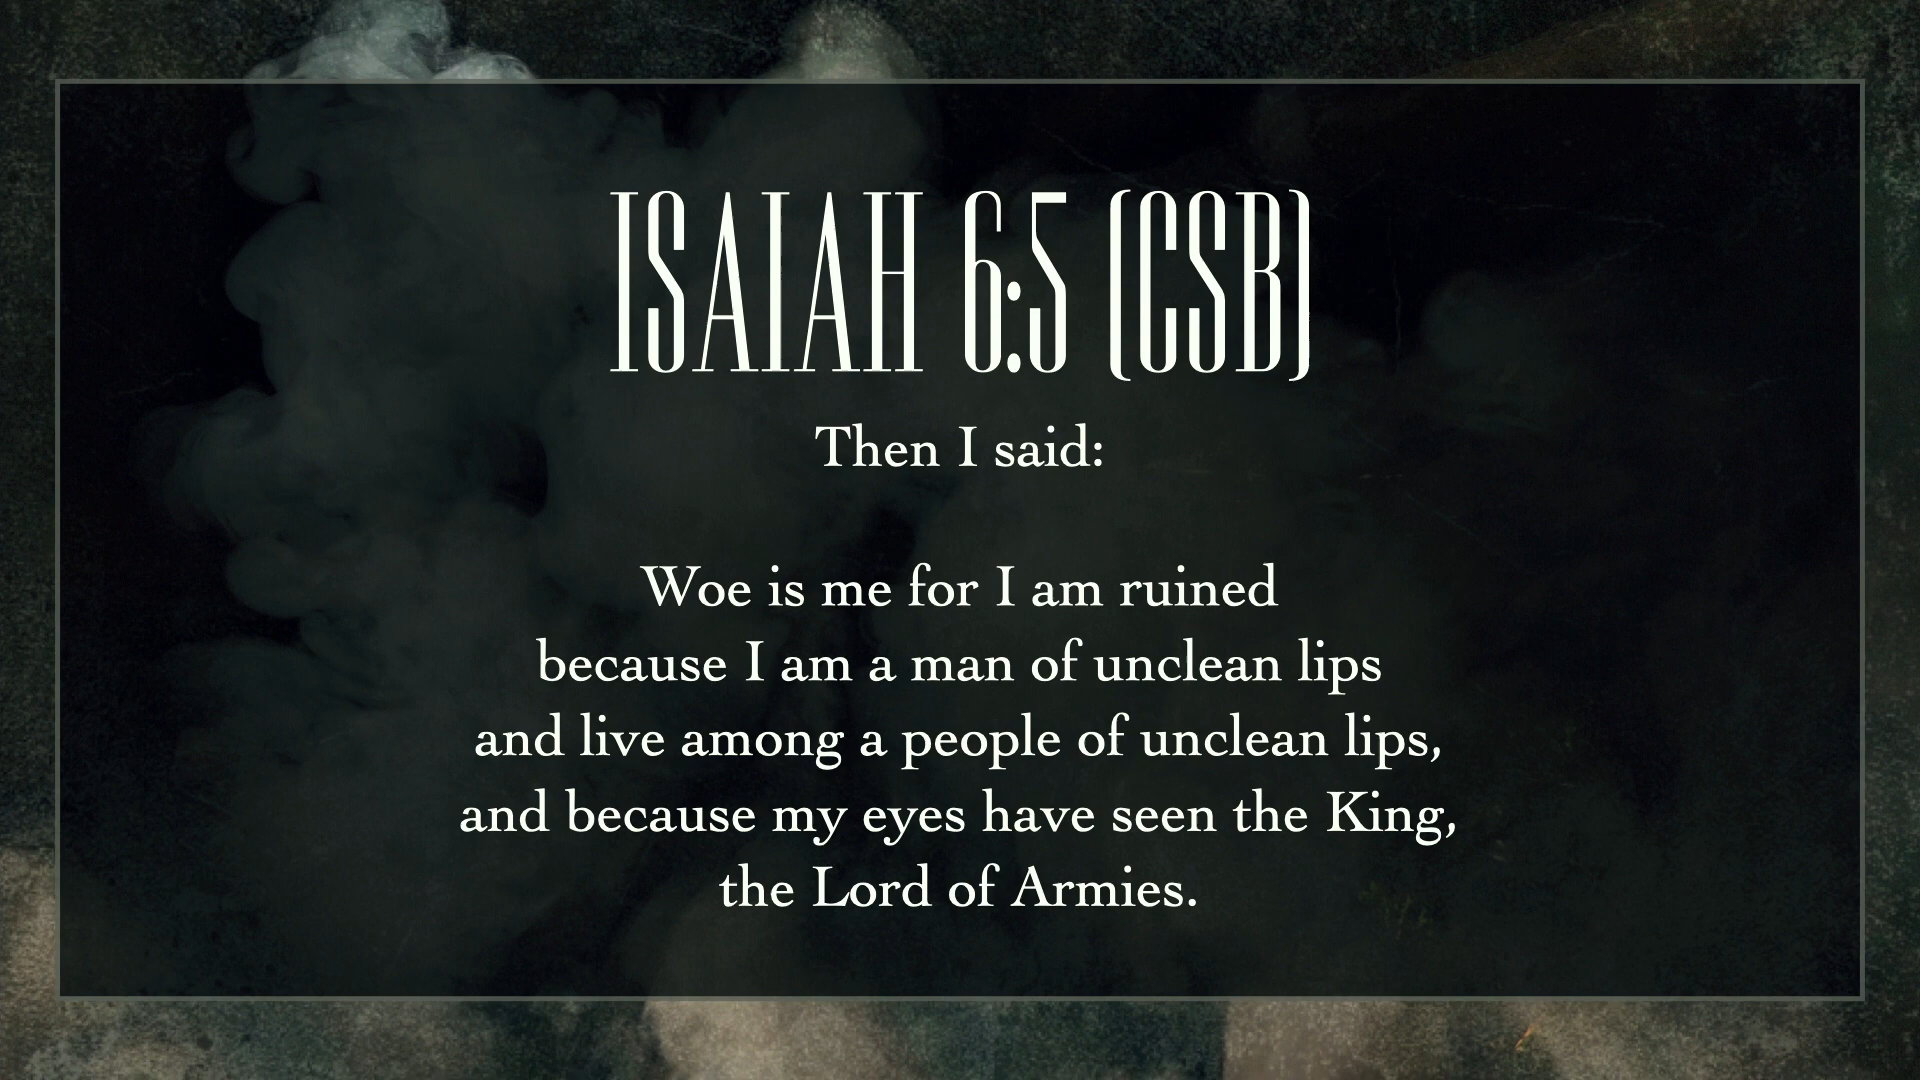 ISAIAH 6:5 (CSB)
Then I said:
Woe is me for I am ruined
because I am a man of unclean lips
and live among a people of unclean lips,
and because my eyes have seen the King,
the Lord of Armies.